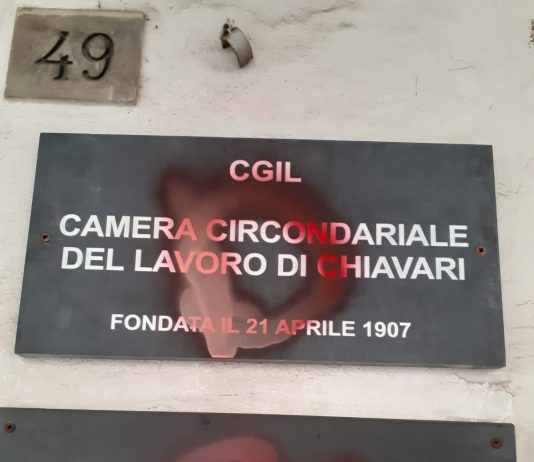 49
CGIL
CAMERA CIRCONDARIALE
DEL LAVORO DI CHIAVARI
FONDATA IL 21 APRILE 1907